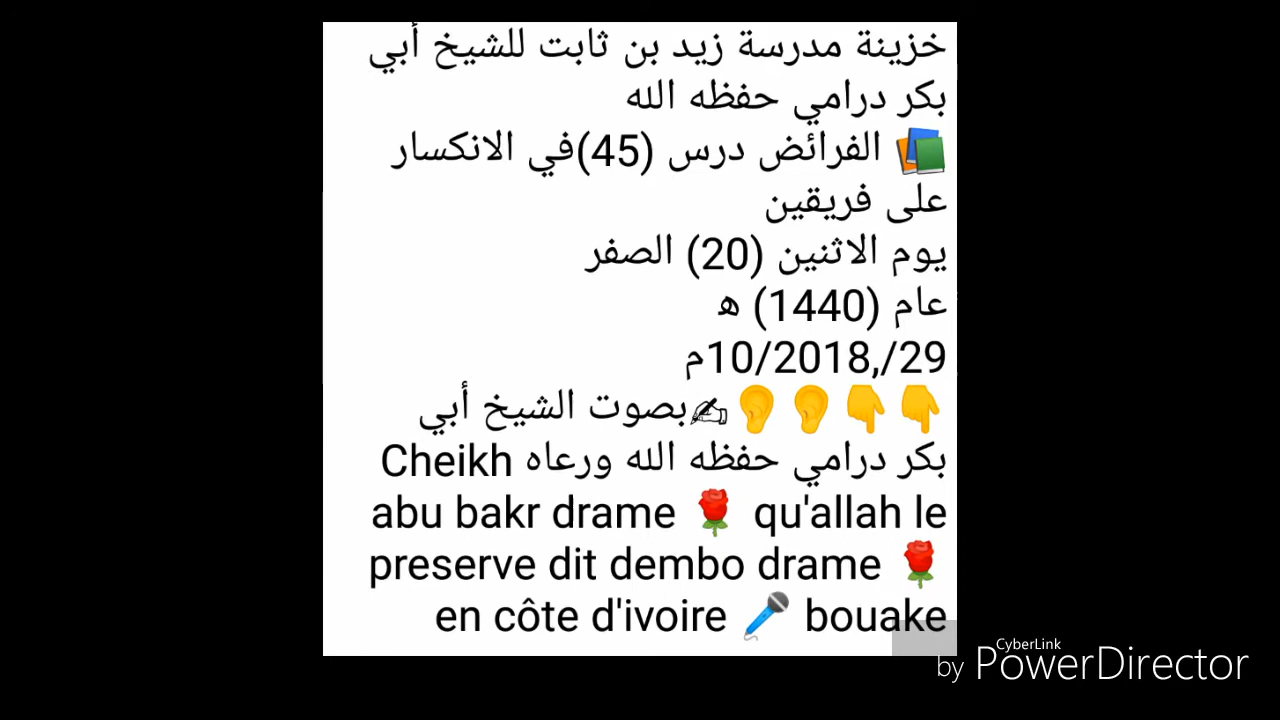 خزينة مدرسة زيد بن ثابت للشيخ أبي
بكر درامي حفظه الله
📚 الفرائض درس (45)في الانكسار
على فريقين
يوم الاثنين (20) الصفر
عام (1440) ه
29/,10/2018م
👇👇👂👂✍بصوت الشيخ أبي
بكر درامي حفظه الله ورعاه Cheikh
abu bakr drame 🌹 qu'allah le
preserve dit dembo drame 🌹
en côte d'ivoire 🎤 bouake
CyberLink
by PowerDirector